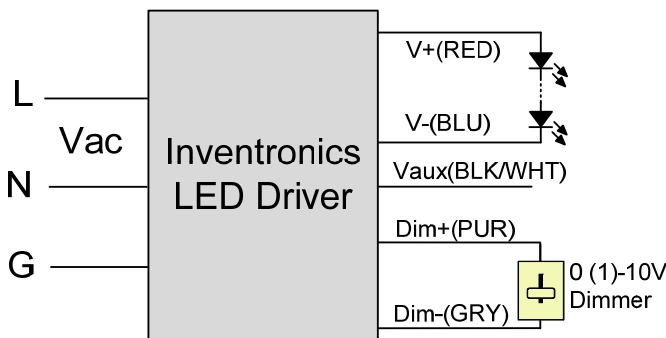 L
Vac
N
G
Inventronics
LED Driver
V+(RED)
V-(BLU)
Vaux(BLK/WHT)
Dim+(PUR)
0 (1)-10V
Dimmer
Dim-(GRY)